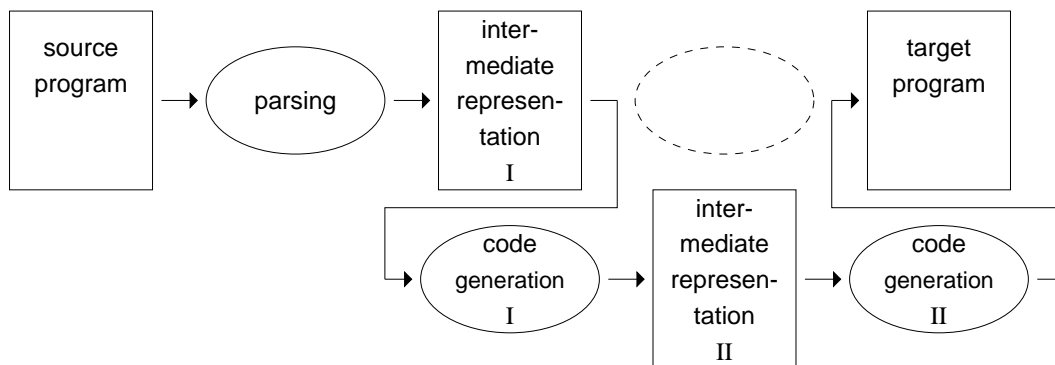 source
program
parsing
inter-
mediate
represen-
tation
I
target
program
code
generation
I
inter-
mediate
represen-
tation
II
code
generation
II